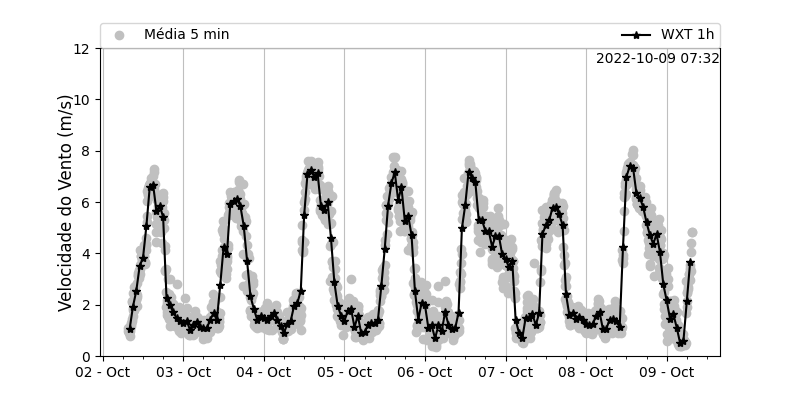 Média 5 min
WXT 1h
2022-10-09 07:32
Velocidade do Vento (m/s)
12
10
8
6
4
2
0
02 - Oct
03 - Oct
04 - Oct
05 - Oct
06 - Oct
07 - Oct
08 - Oct
09 - Oct